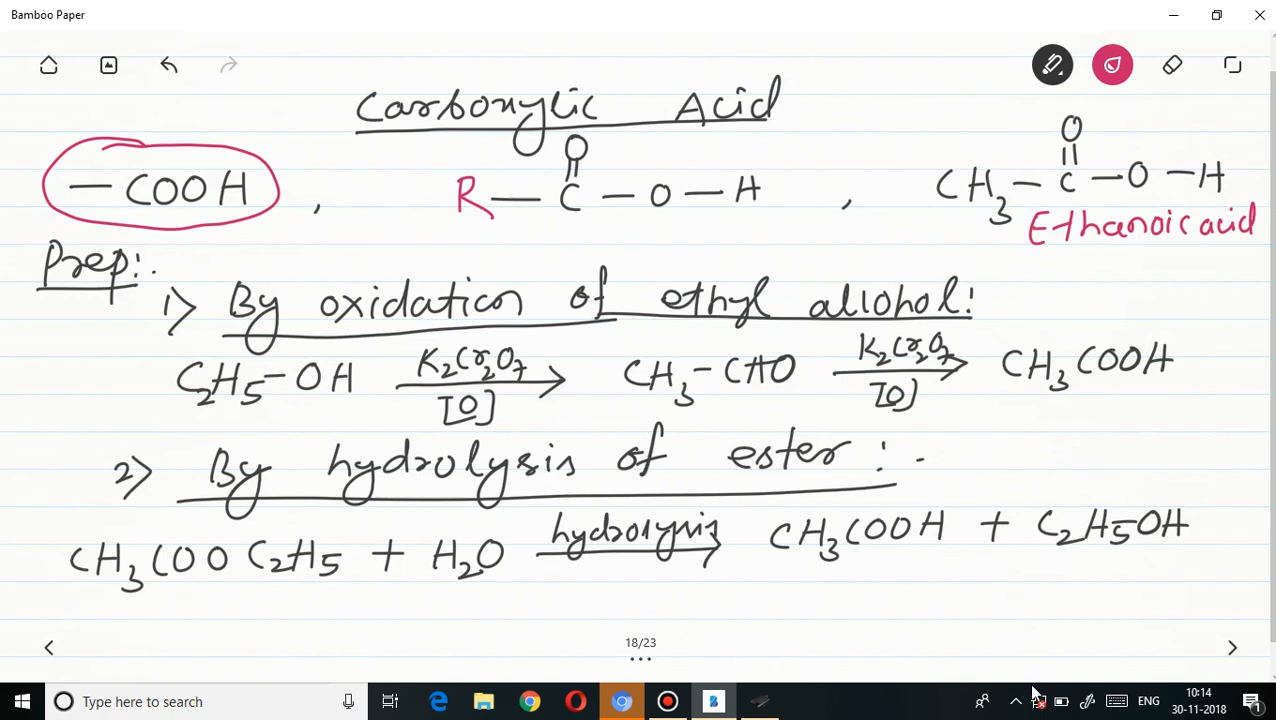 Bamboo Paper
Carboxylic Acid
— COOH , R — C — O — H , CH3 — C — O — H
O O
Ethanoic acid
Prep:.
1> By oxidation of ethyl alcohol:
C2H5 - OH K2Cr2O7 [O] CH3 - CHO K2Cr2O7 [O] CH3COOH
2> By hydrolysis of ester : .
CH3COOC2H5 + H2O hydrolysis CH3COOH + C2H5OH
18/23
Type here to search
ENG
10:14
30-11-2018
1